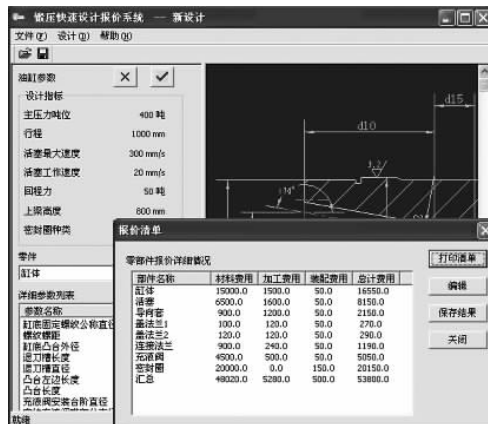 锻压快速设计报价系统 — 新设计
文件(F) 设计(D) 帮助(H)
油缸参数
设计指标
主压力吨位 400 吨
行程 1000 mm
活塞最大速度 300 mm/s
活塞工作速度 20 mm/s
回程力 50 吨
上梁高度 800 mm
密封圈种类
零件
缸体
详细参数列表
参数名称
缸底固定螺纹公称直径
螺纹螺距
缸底凸台外径
退刀槽长度
退刀槽直径
凸台左边长度
凸台长度
充液阀安装台阶直径
就绪
d15
d10
3.2
报价清单
零部件报价详细情况
部件名称 材料费用 加工费用 装配费用 总计费用
缸体 15000.0 1500.0 50.0 16550.0
活塞 6500.0 1600.0 50.0 8150.0
导向套 900.0 1200.0 50.0 2150.0
盖法兰1 100.0 120.0 50.0 270.0
盖法兰2 120.0 120.0 50.0 290.0
连接法兰 900.0 240.0 50.0 1190.0
充液阀 4500.0 500.0 50.0 5050.0
密封圈 20000.0 0.0 150.0 20150.0
汇总 48020.0 5280.0 500.0 53800.0
打印清单
编辑
保存结果
关闭